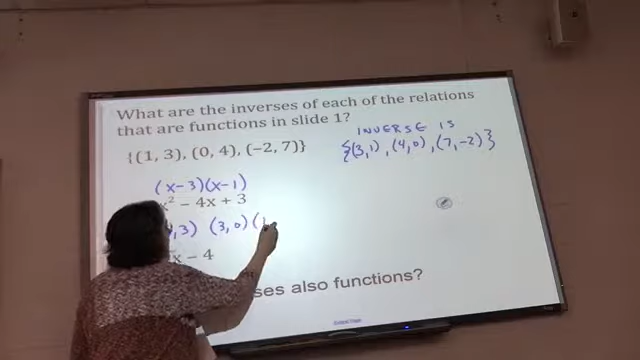 What are the inverses of each of the relations
that are functions in slide 1?
INVERSE IS
{(1, 3), (0, 4), (−2, 7)}
{(3,1), (4,0), (7,-2)}
(x-3)(x-1)
x² − 4x + 3
,3) (3,0) (
x − 4
ses also functions?